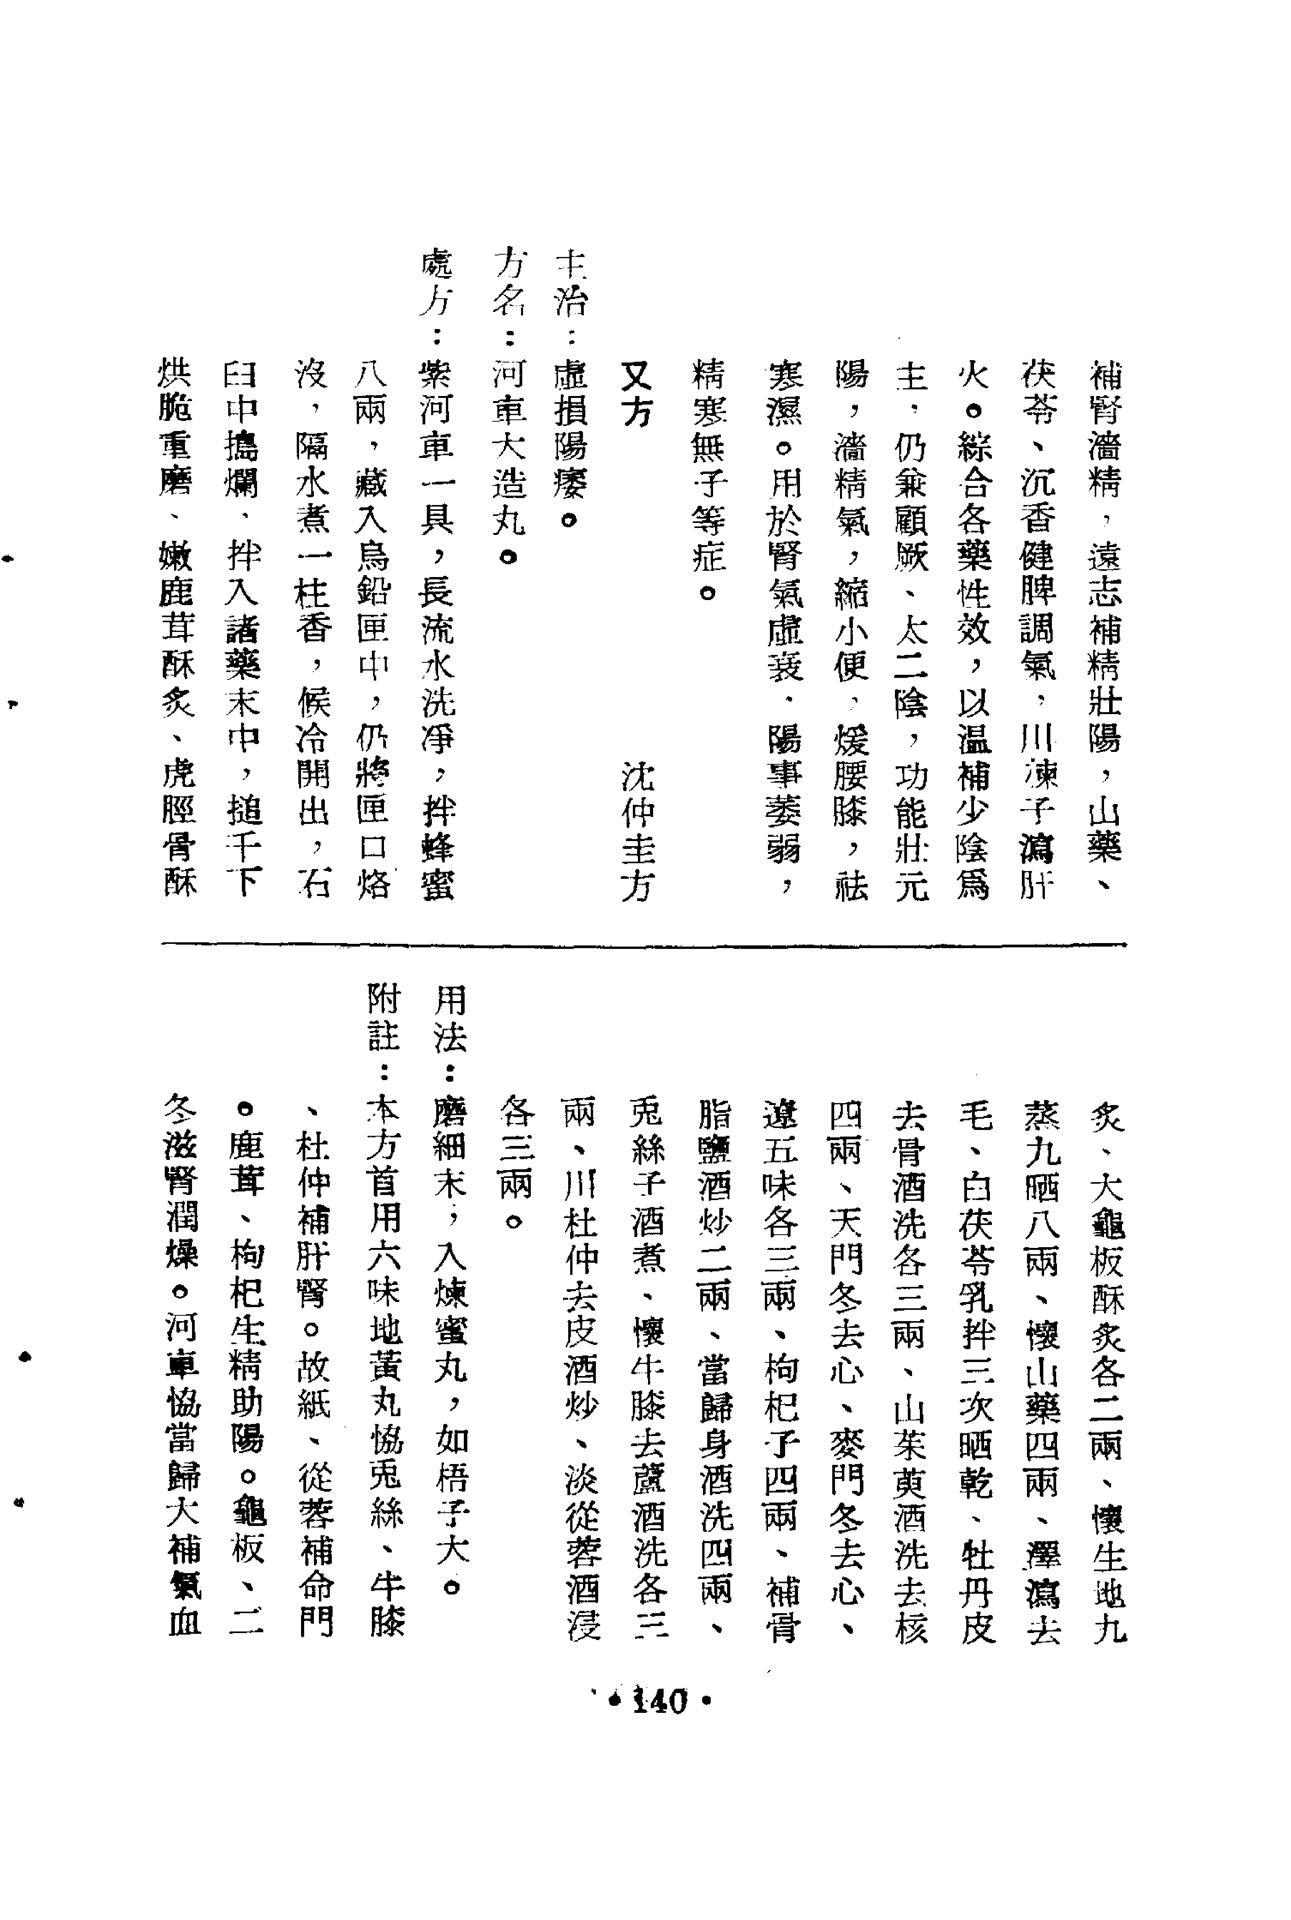 補腎濇精，遠志補精壯陽，山藥、
茯苓、沉香健脾調氣，川楝子瀉肝
火。綜合各藥性效，以温補少陰爲
主，仍兼顧厥、太二陰，功能壯元
陽，濇精氣，縮小便，煖腰膝，祛
寒濕。用於腎氣虛衰，陽事萎弱，
精寒無子等症。
又方　　　　沈仲圭方
主治：虛損陽痿。
方名：河車大造丸。
處方：紫河車一具，長流水洗淨，拌蜂蜜
八兩，藏入烏鉛匣中，仍將匣口烙
沒，隔水煮一柱香，候冷開出，石
臼中搗爛，拌入諸藥末中，搥千下
烘脆重磨、嫩鹿茸酥炙、虎脛骨酥
炙、大龜板酥炙各二兩、懷生地九
蒸九晒八兩、懷山藥四兩、澤瀉去
毛、白茯苓乳拌三次晒乾、牡丹皮
去骨酒洗各三兩、山茱萸酒洗去核
四兩、天門冬去心、麥門冬去心、
遼五味各三兩、枸杞子四兩、補骨
脂鹽酒炒二兩、當歸身酒洗四兩、
兎絲子酒煮、懷牛膝去蘆酒洗各三
兩、川杜仲去皮酒炒、淡從蓉酒浸
各三兩。
用法：磨細末，入煉蜜丸，如梧子大。
附註：本方首用六味地黃丸恊兎絲、牛膝
、杜仲補肝腎。故紙、從蓉補命門
。鹿茸、枸杞生精助陽。龜板、二
冬滋腎潤燥。河車恊當歸大補氣血
•140•